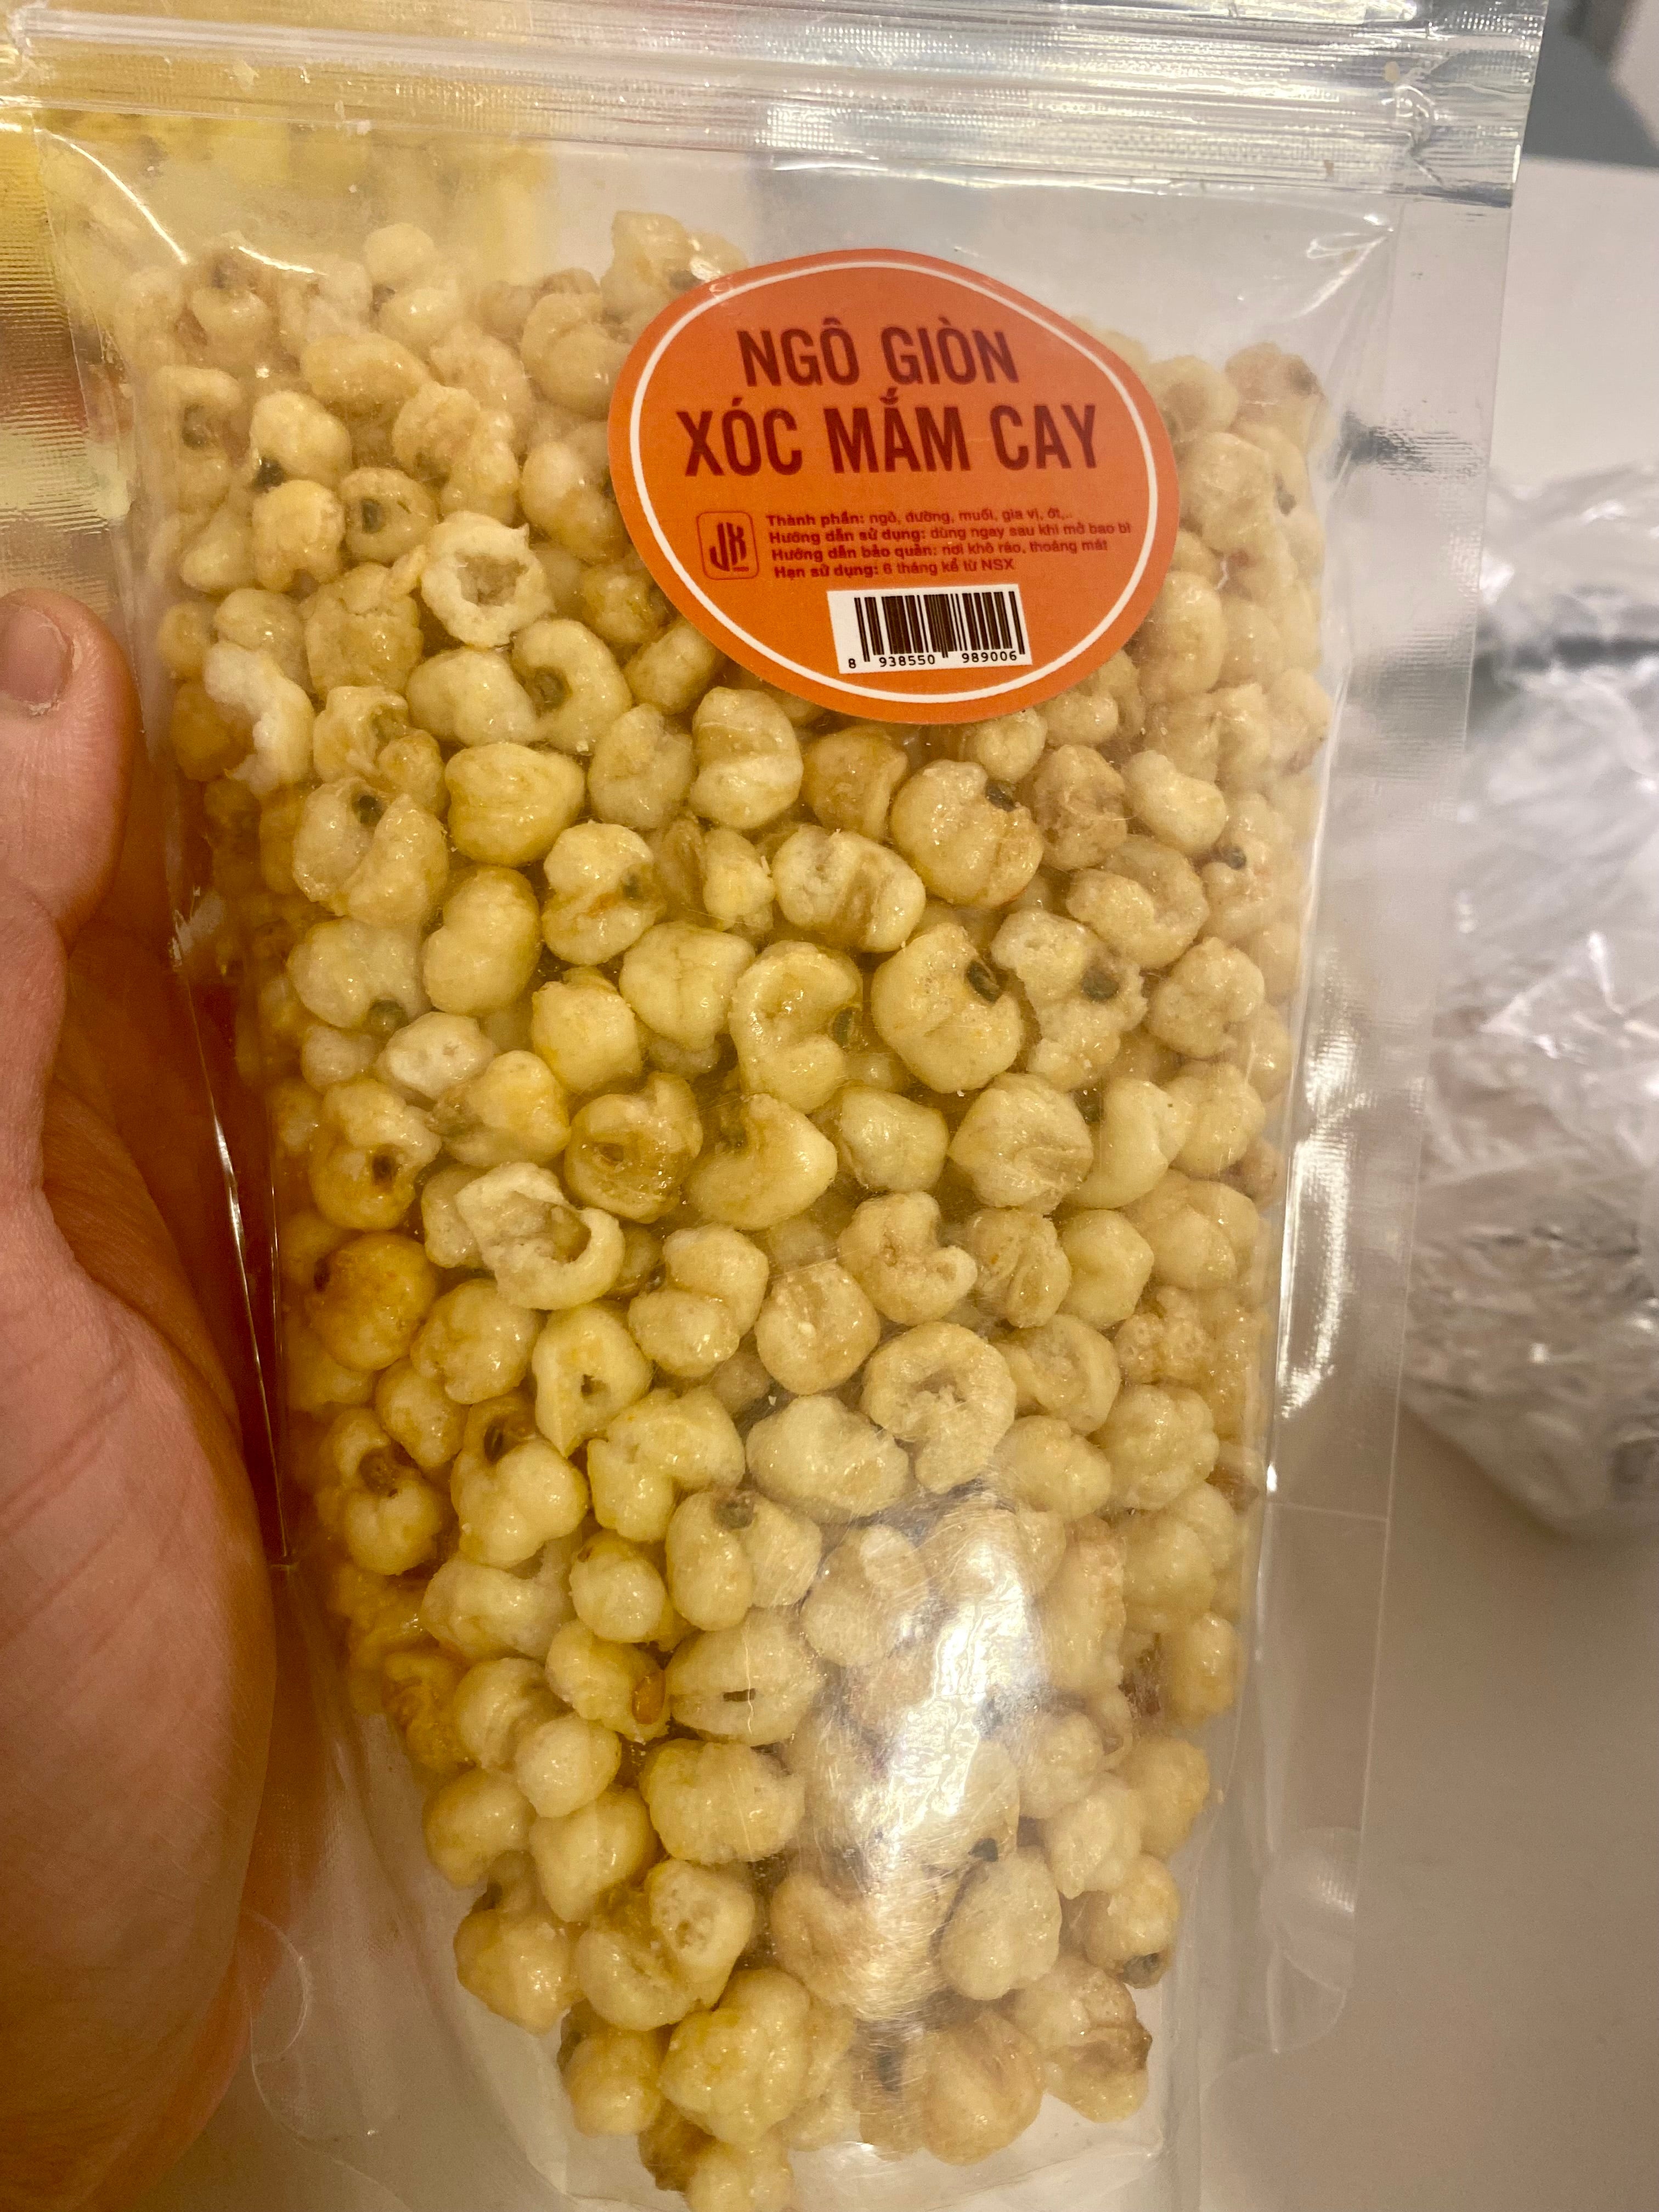 NGÔ GIÒN
XÓC MẮM CAY
JK
Thành phần: ngô, đường, muối, gia vị, ớt,..
Hướng dẫn sử dụng: dùng ngay sau khi mở bao bì
Hướng dẫn bảo quản: nơi khô ráo, thoáng mát
Hạn sử dụng: 6 tháng kể từ NSX
8 938550 989006